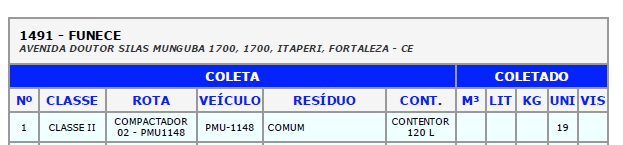 1491 - FUNECE
AVENIDA DOUTOR SILAS MUNGUBA 1700, 1700, ITAPERI, FORTALEZA - CE
COLETA COLETADO
Nº CLASSE ROTA VEÍCULO RESÍDUO CONT. M³ LIT KG UNI VIS
1 CLASSE II COMPACTADOR 02 - PMU1148 PMU-1148 COMUM CONTENTOR 120 L 19